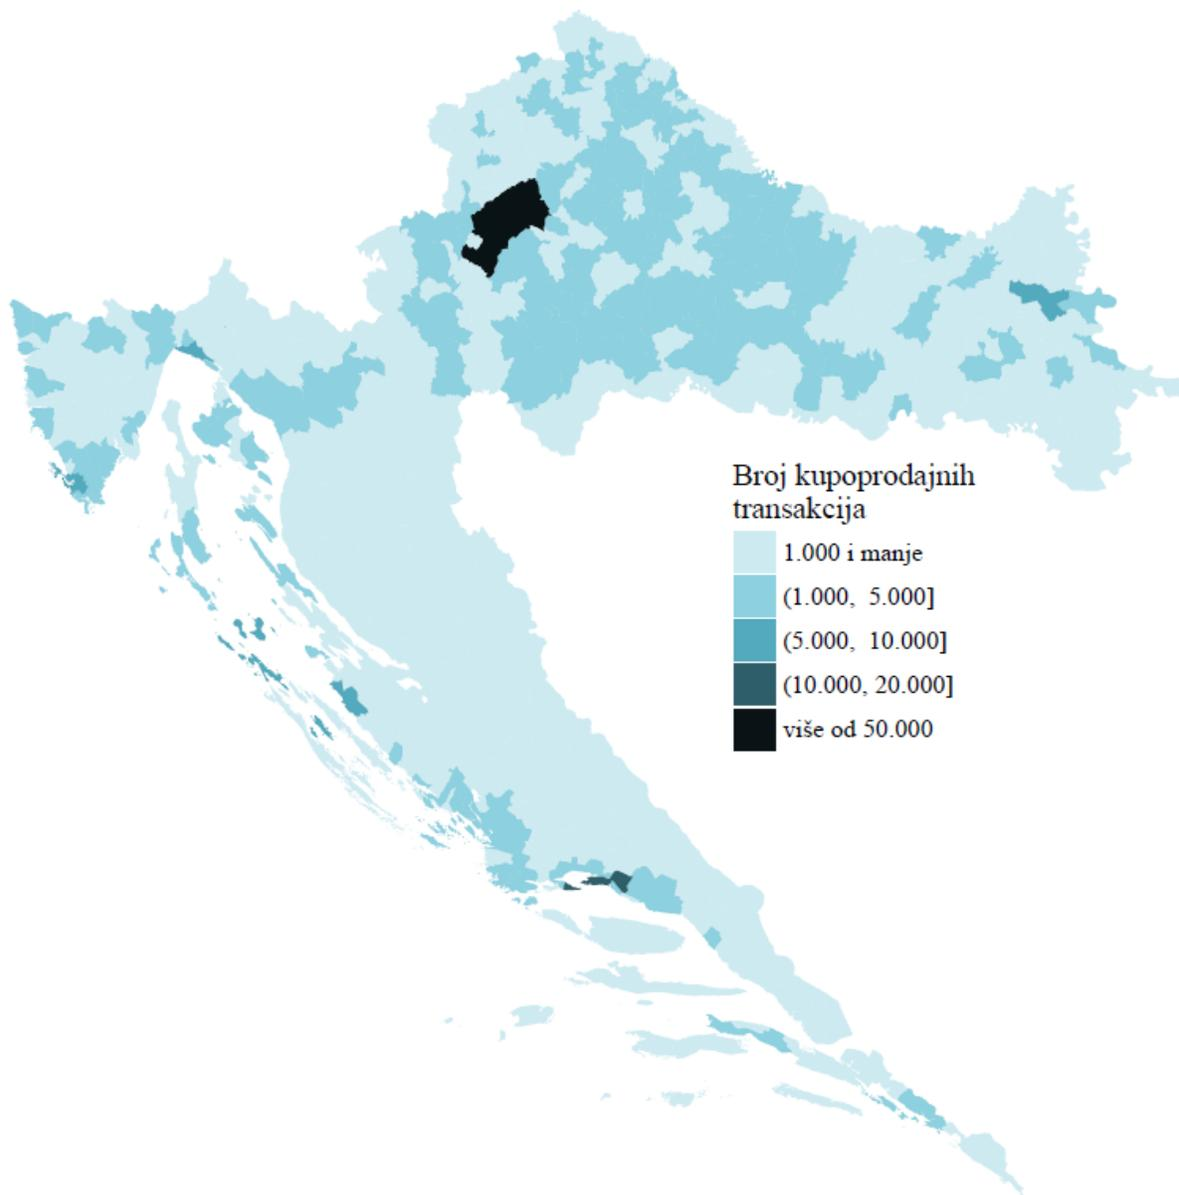 Broj kupoprodajnih
transakcija
1.000 i manje
(1.000,  5.000]
(5.000,  10.000]
(10.000, 20.000]
više od 50.000